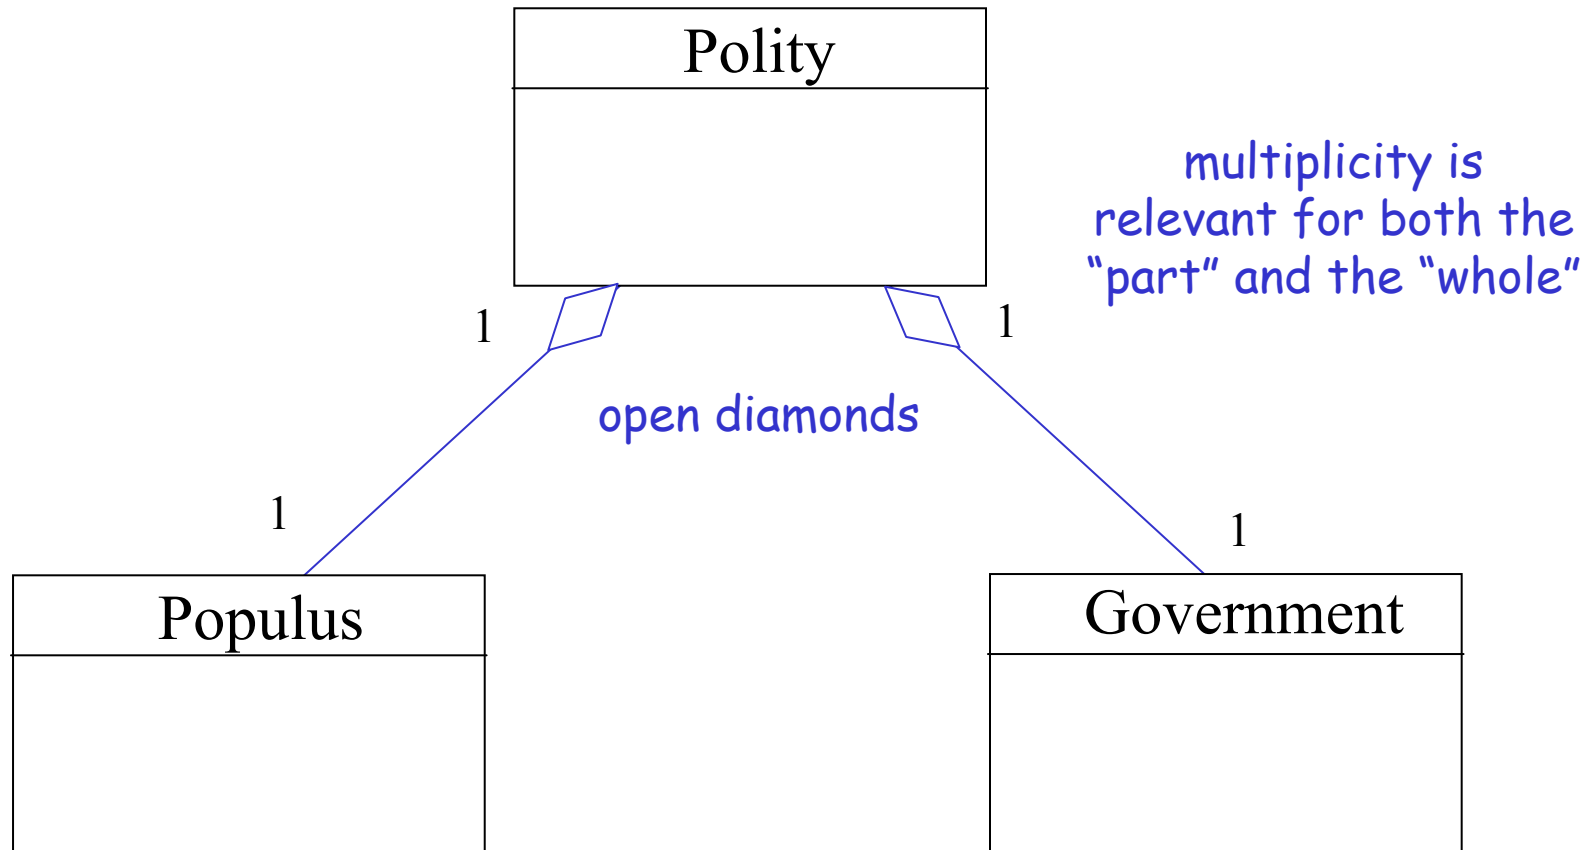 Polity
multiplicity is
relevant for both the
“part” and the “whole”
1
1
open diamonds
1
1
Populus
Government